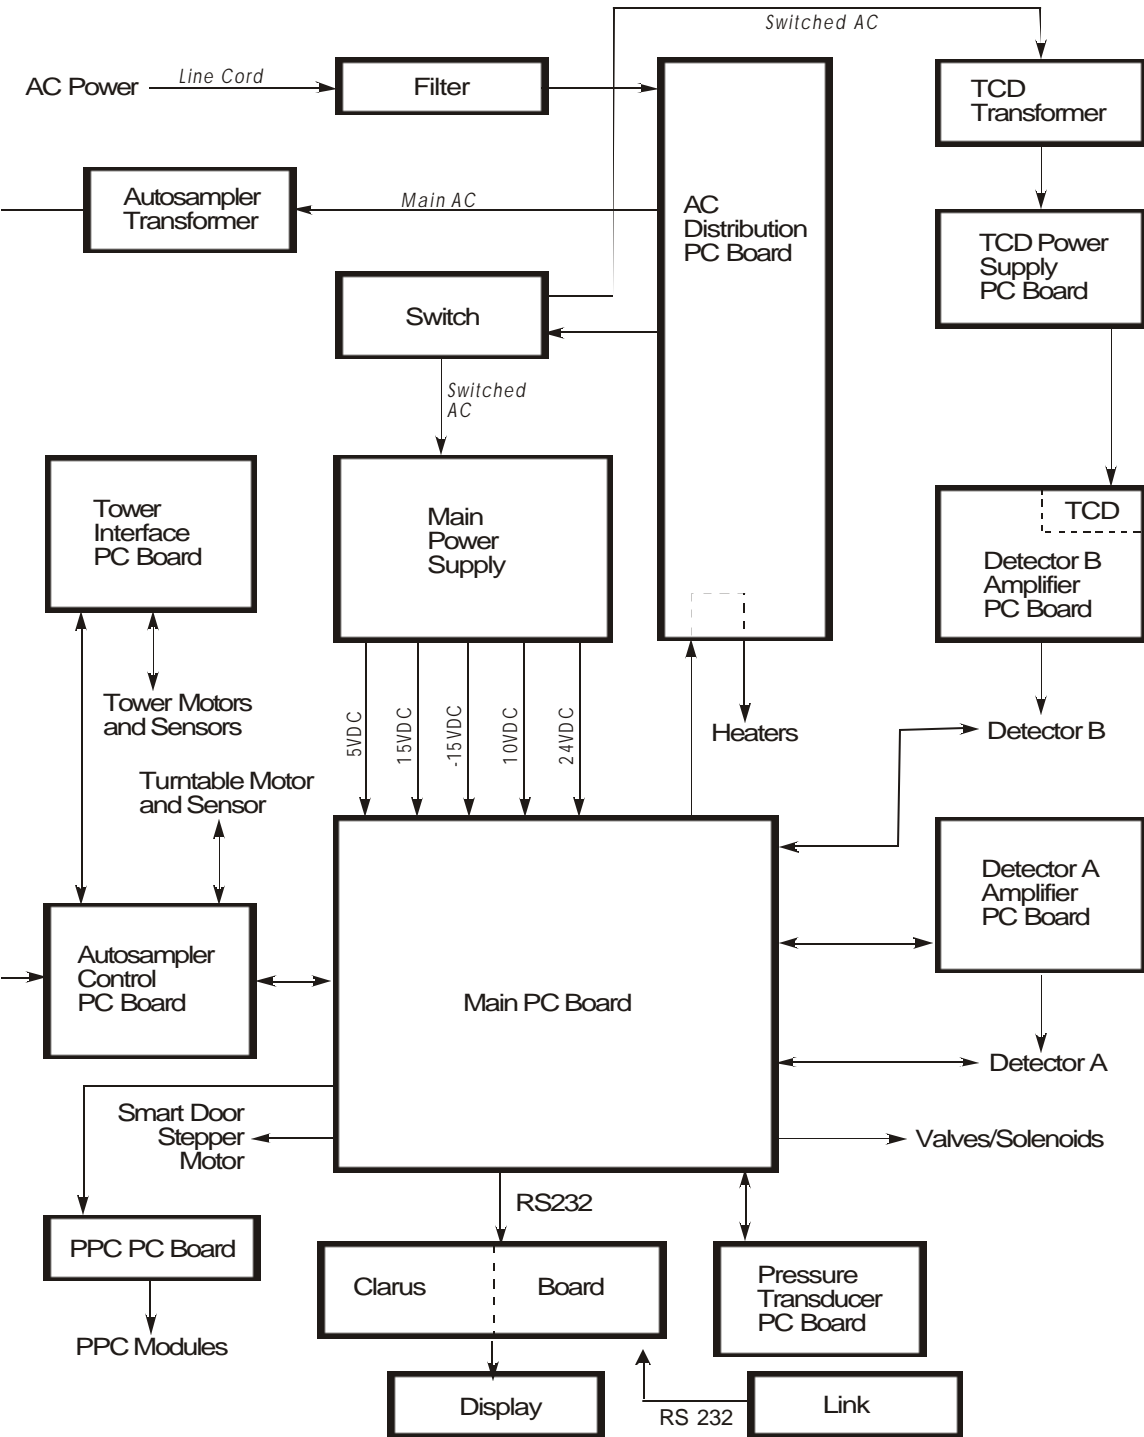 Switched AC
AC Power
Line Cord
Filter
TCD
Transformer
Autosampler
Transformer
Main AC
AC
Distribution
PC Board
TCD Power
Supply
PC Board
Switch
Switched
AC
Tower
Interface
PC Board
Main
Power
Supply
TCD
Detector B
Amplifier
PC Board
Tower Motors
and Sensors
5VDC
15VDC
-15VDC
10VDC
24VDC
Heaters
Detector B
Turntable Motor
and Sensor
Detector A
Amplifier
PC Board
Autosampler
Control
PC Board
Main PC Board
Detector A
Smart Door
Stepper
Motor
Valves/Solenoids
RS232
PPC PC Board
Clarus
Board
Pressure
Transducer
PC Board
PPC Modules
Display
RS 232
Link